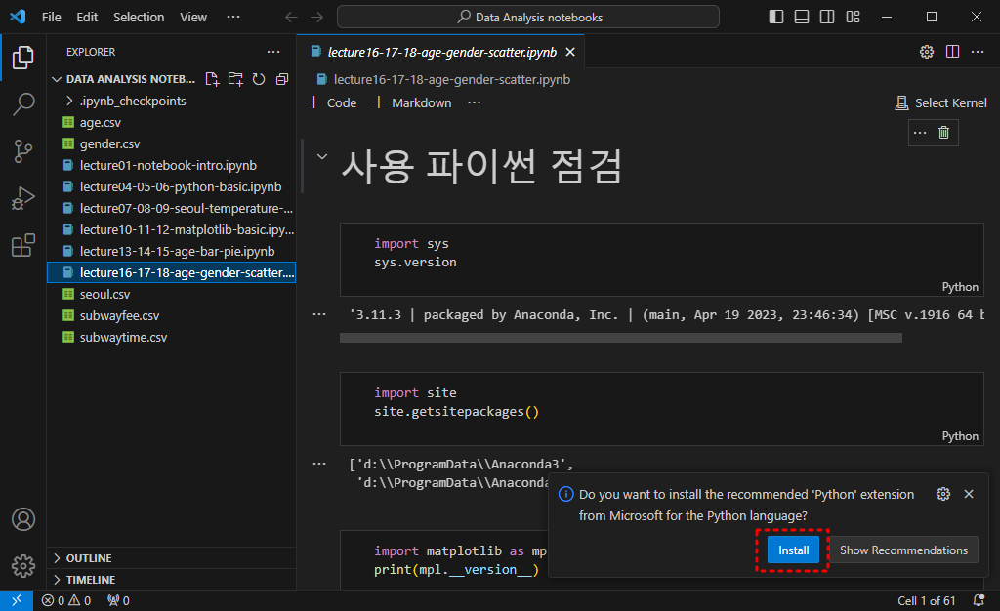 File Edit Selection View ···
Data Analysis notebooks
EXPLORER ···
DATA ANALYSIS NOTEB...
.ipynb_checkpoints
age.csv
gender.csv
lecture01-notebook-intro.ipynb
lecture04-05-06-python-basic.ipynb
lecture07-08-09-seoul-temperature-...
lecture10-11-12-matplotlib-basic.ipy...
lecture13-14-15-age-bar-pie.ipynb
lecture16-17-18-age-gender-scatter....
seoul.csv
subwayfee.csv
subwaytime.csv
OUTLINE
TIMELINE
lecture16-17-18-age-gender-scatter.ipynb
lecture16-17-18-age-gender-scatter.ipynb
+ Code + Markdown ···
Select Kernel
사용 파이썬 점검
import sys
sys.version
Python
'3.11.3 | packaged by Anaconda, Inc. | (main, Apr 19 2023, 23:46:34) [MSC v.1916 64 b
import site
site.getsitepackages()
Python
['d:\\ProgramData\\Anaconda3',
'd:\\ProgramData\\Anaconda
import matplotlib as mp
print(mpl.__version__)
Do you want to install the recommended 'Python' extension
from Microsoft for the Python language?
Install
Show Recommendations
0 0 0
Cell 1 of 61